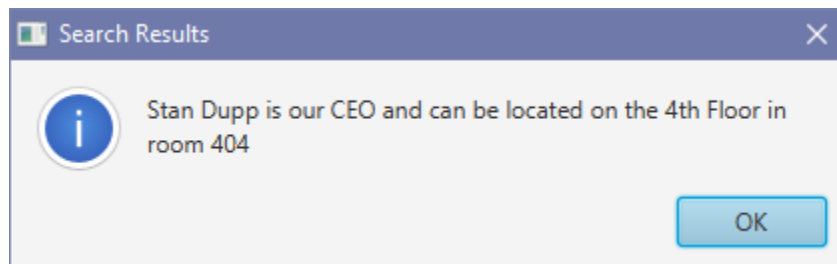 Search Results
Stan Dupp is our CEO and can be located on the 4th Floor in
room 404
OK